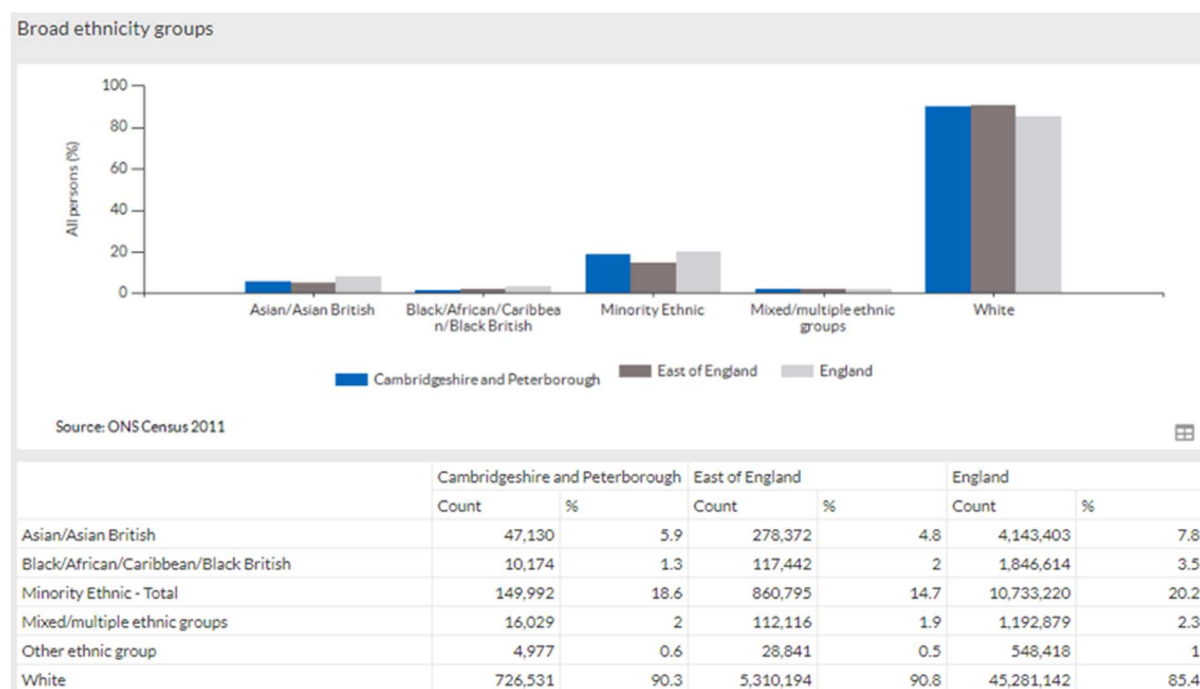 Broad ethnicity groups
100
80
60
40
20
0
All persons (%)
Asian/Asian British
Black/African/Caribbea
n/Black British
Minority Ethnic
Mixed/multiple ethnic
groups
White
Cambridgeshire and Peterborough
East of England
England
Source: ONS Census 2011
Cambridgeshire and Peterborough East of England England
Count % Count % Count %
Asian/Asian British 47,130 5.9 278,372 4.8 4,143,403 7.8
Black/African/Caribbean/Black British 10,174 1.3 117,442 2 1,846,614 3.5
Minority Ethnic - Total 149,992 18.6 860,795 14.7 10,733,220 20.2
Mixed/multiple ethnic groups 16,029 2 112,116 1.9 1,192,879 2.3
Other ethnic group 4,977 0.6 28,841 0.5 548,418 1
White 726,531 90.3 5,310,194 90.8 45,281,142 85.4